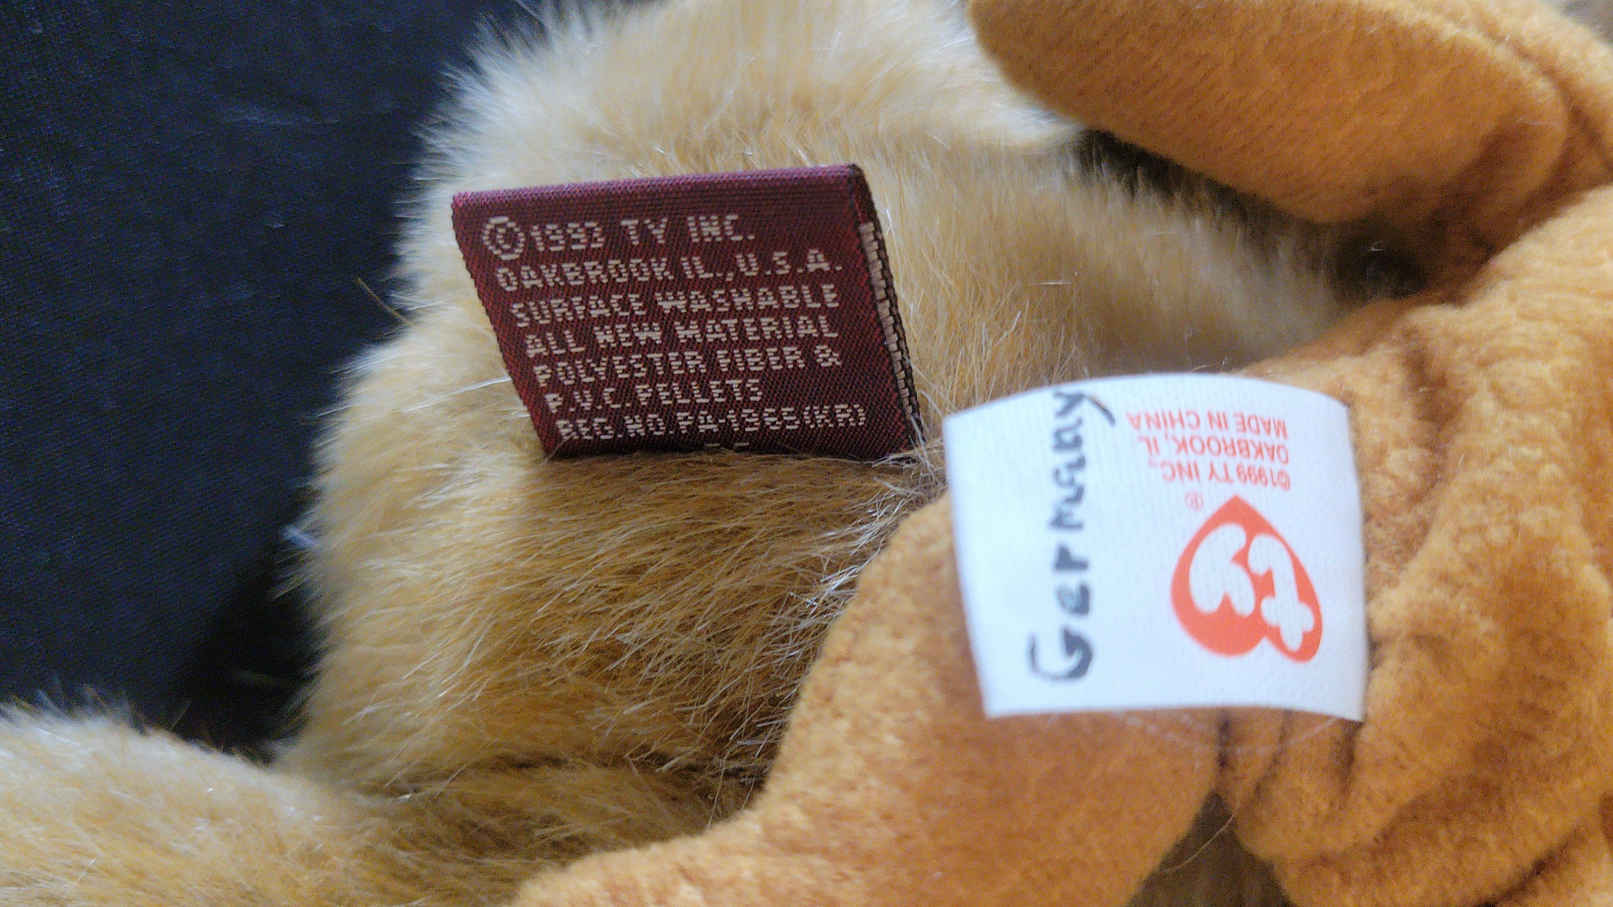 ©1993 TY INC.
OAKBROOK IL., U.S.A.
SURFACE WASHABLE
ALL NEW MATERIAL
POLYESTER FIBER &
P.V.C. PELLETS
REG. NO. PA-1965(KR)
Germany
ty
®
©1999 TY INC.,
OAKBROOK, IL
MADE IN CHINA